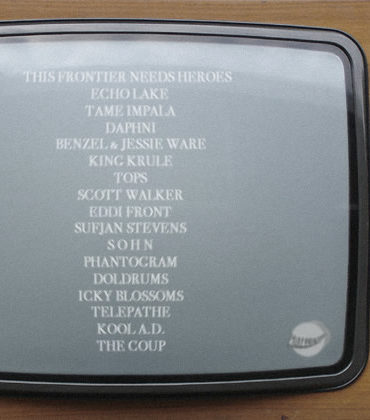 THIS FRONTIER NEEDS HEROES
ECHO LAKE
TAME IMPALA
DAPHNI
BENZEL & JESSIE WARE
KING KRULE
TOPS
SCOTT WALKER
EDDI FRONT
SUFJAN STEVENS
S O H N
PHANTOGRAM
DOLDRUMS
ICKY BLOSSOMS
TELEPATHE
KOOL A.D.
THE COUP